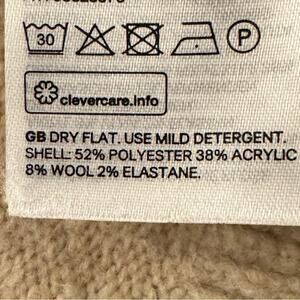 30 P
clevercare.info
GB DRY FLAT. USE MILD DETERGENT.
SHELL: 52% POLYESTER 38% ACRYLIC
8% WOOL 2% ELASTANE.